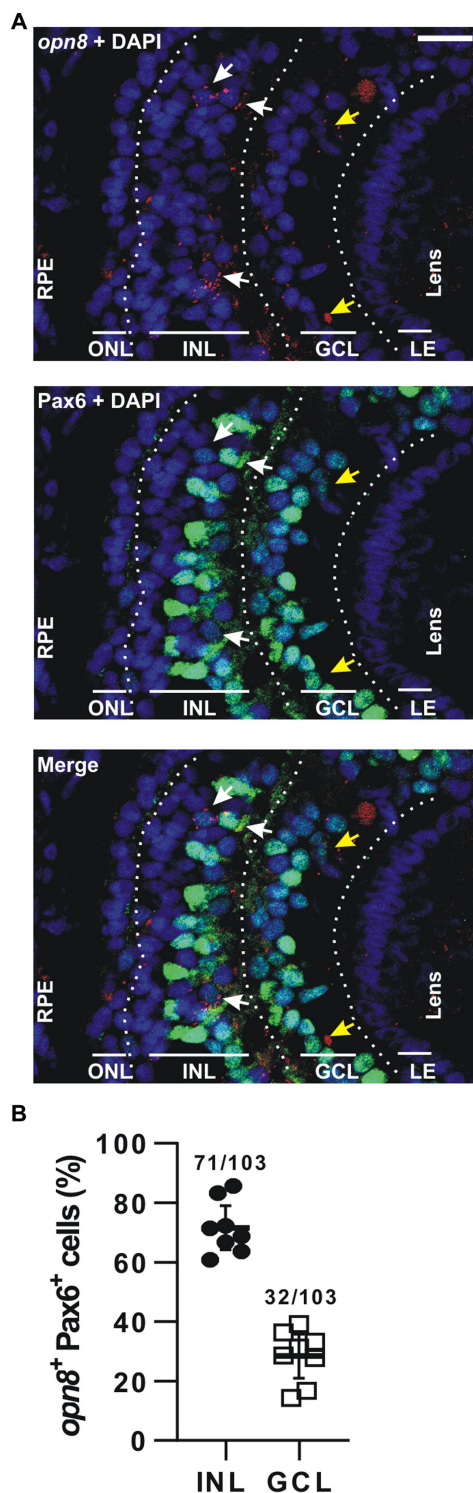 A
opn8 + DAPI
RPE
Lens
ONL INL GCL LE
Pax6 + DAPI
RPE
Lens
ONL INL GCL LE
Merge
RPE
Lens
ONL INL GCL LE
B
opn8+ Pax6+ cells (%)
100
80
60
40
20
0
71/103
32/103
INL GCL